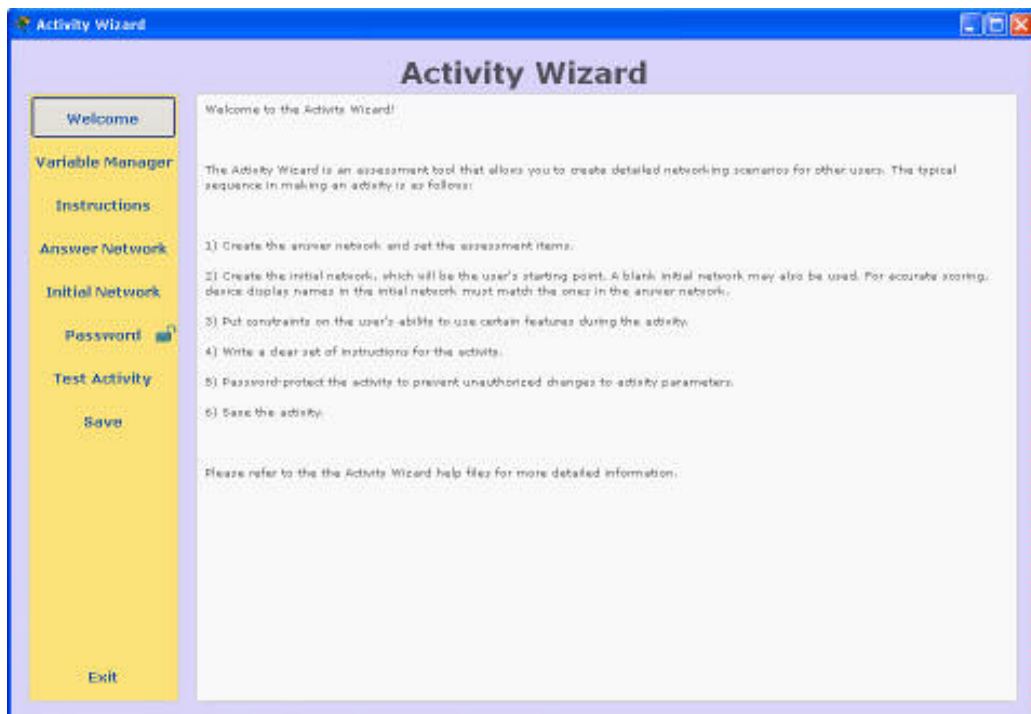 Activity Wizard
Activity Wizard
Welcome
Variable Manager
Instructions
Answer Network
Initial Network
Password
Test Activity
Save
Exit
Welcome to the Activity Wizard!
The Activity Wizard is an assessment tool that allows you to create detailed networking scenarios for other users. The typical
sequence in making an activity is as follows:
1) Create the answer network and set the assessment items.
2) Create the initial network, which will be the user's starting point. A blank initial network may also be used. For accurate scoring,
device display names in the intial network must match the ones in the answer network.
3) Put constraints on the user's ability to use certain features during the activity.
4) Write a clear set of instructions for the activity.
5) Password-protect the activity to prevent unauthorized changes to activity parameters.
6) Save the activity.
Please refer to the the Activity Wizard help files for more detailed information.